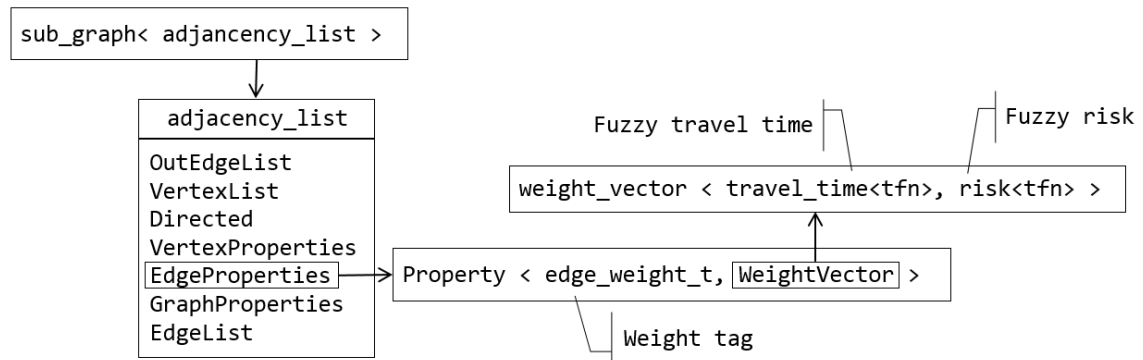 sub_graph< adjancency_list >
adjacency_list
OutEdgeList
VertexList
Directed
VertexProperties
EdgeProperties
GraphProperties
EdgeList
Fuzzy travel time
Fuzzy risk
weight_vector < travel_time<tfn>, risk<tfn> >
Property < edge_weight_t, WeightVector >
Weight tag